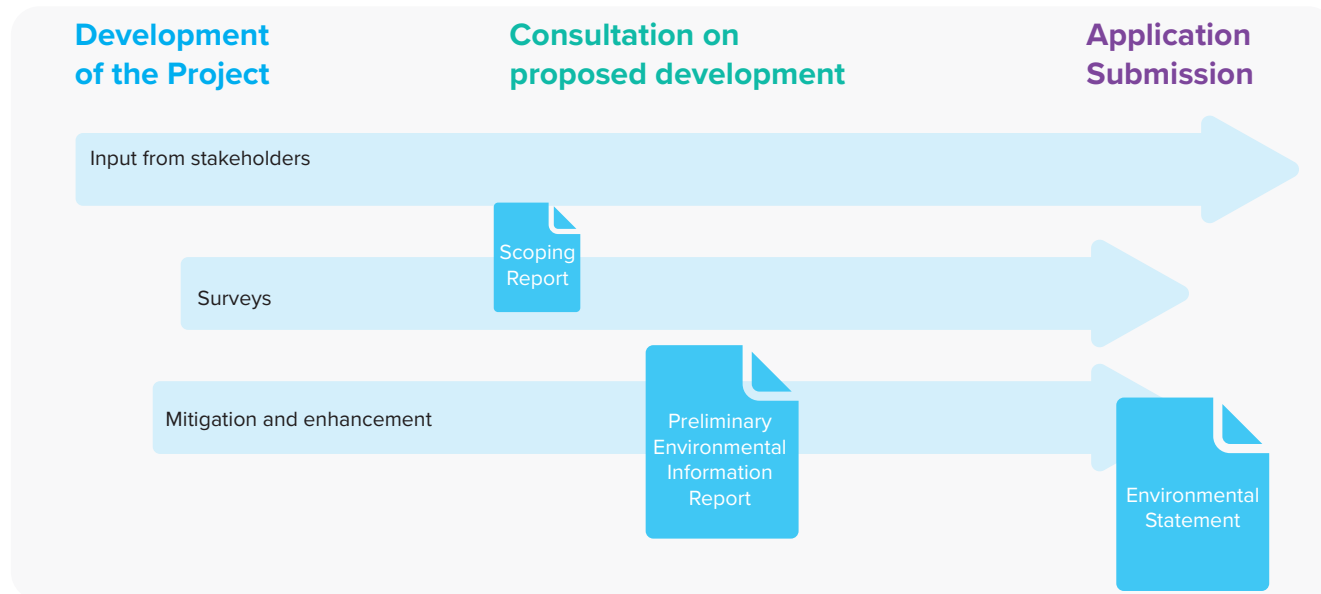 Development
of the Project
Consultation on
proposed development
Application
Submission
Input from stakeholders
Scoping
Report
Surveys
Mitigation and enhancement
Preliminary
Environmental
Information
Report
Environmental
Statement